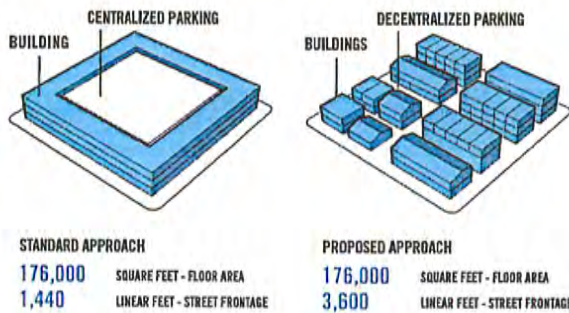 CENTRALIZED PARKING
BUILDING
STANDARD APPROACH
176,000 SQUARE FEET - FLOOR AREA
1,440 LINEAR FEET - STREET FRONTAGE
DECENTRALIZED PARKING
BUILDINGS
PROPOSED APPROACH
176,000 SQUARE FEET - FLOOR AREA
3,600 LINEAR FEET - STREET FRONTAGE